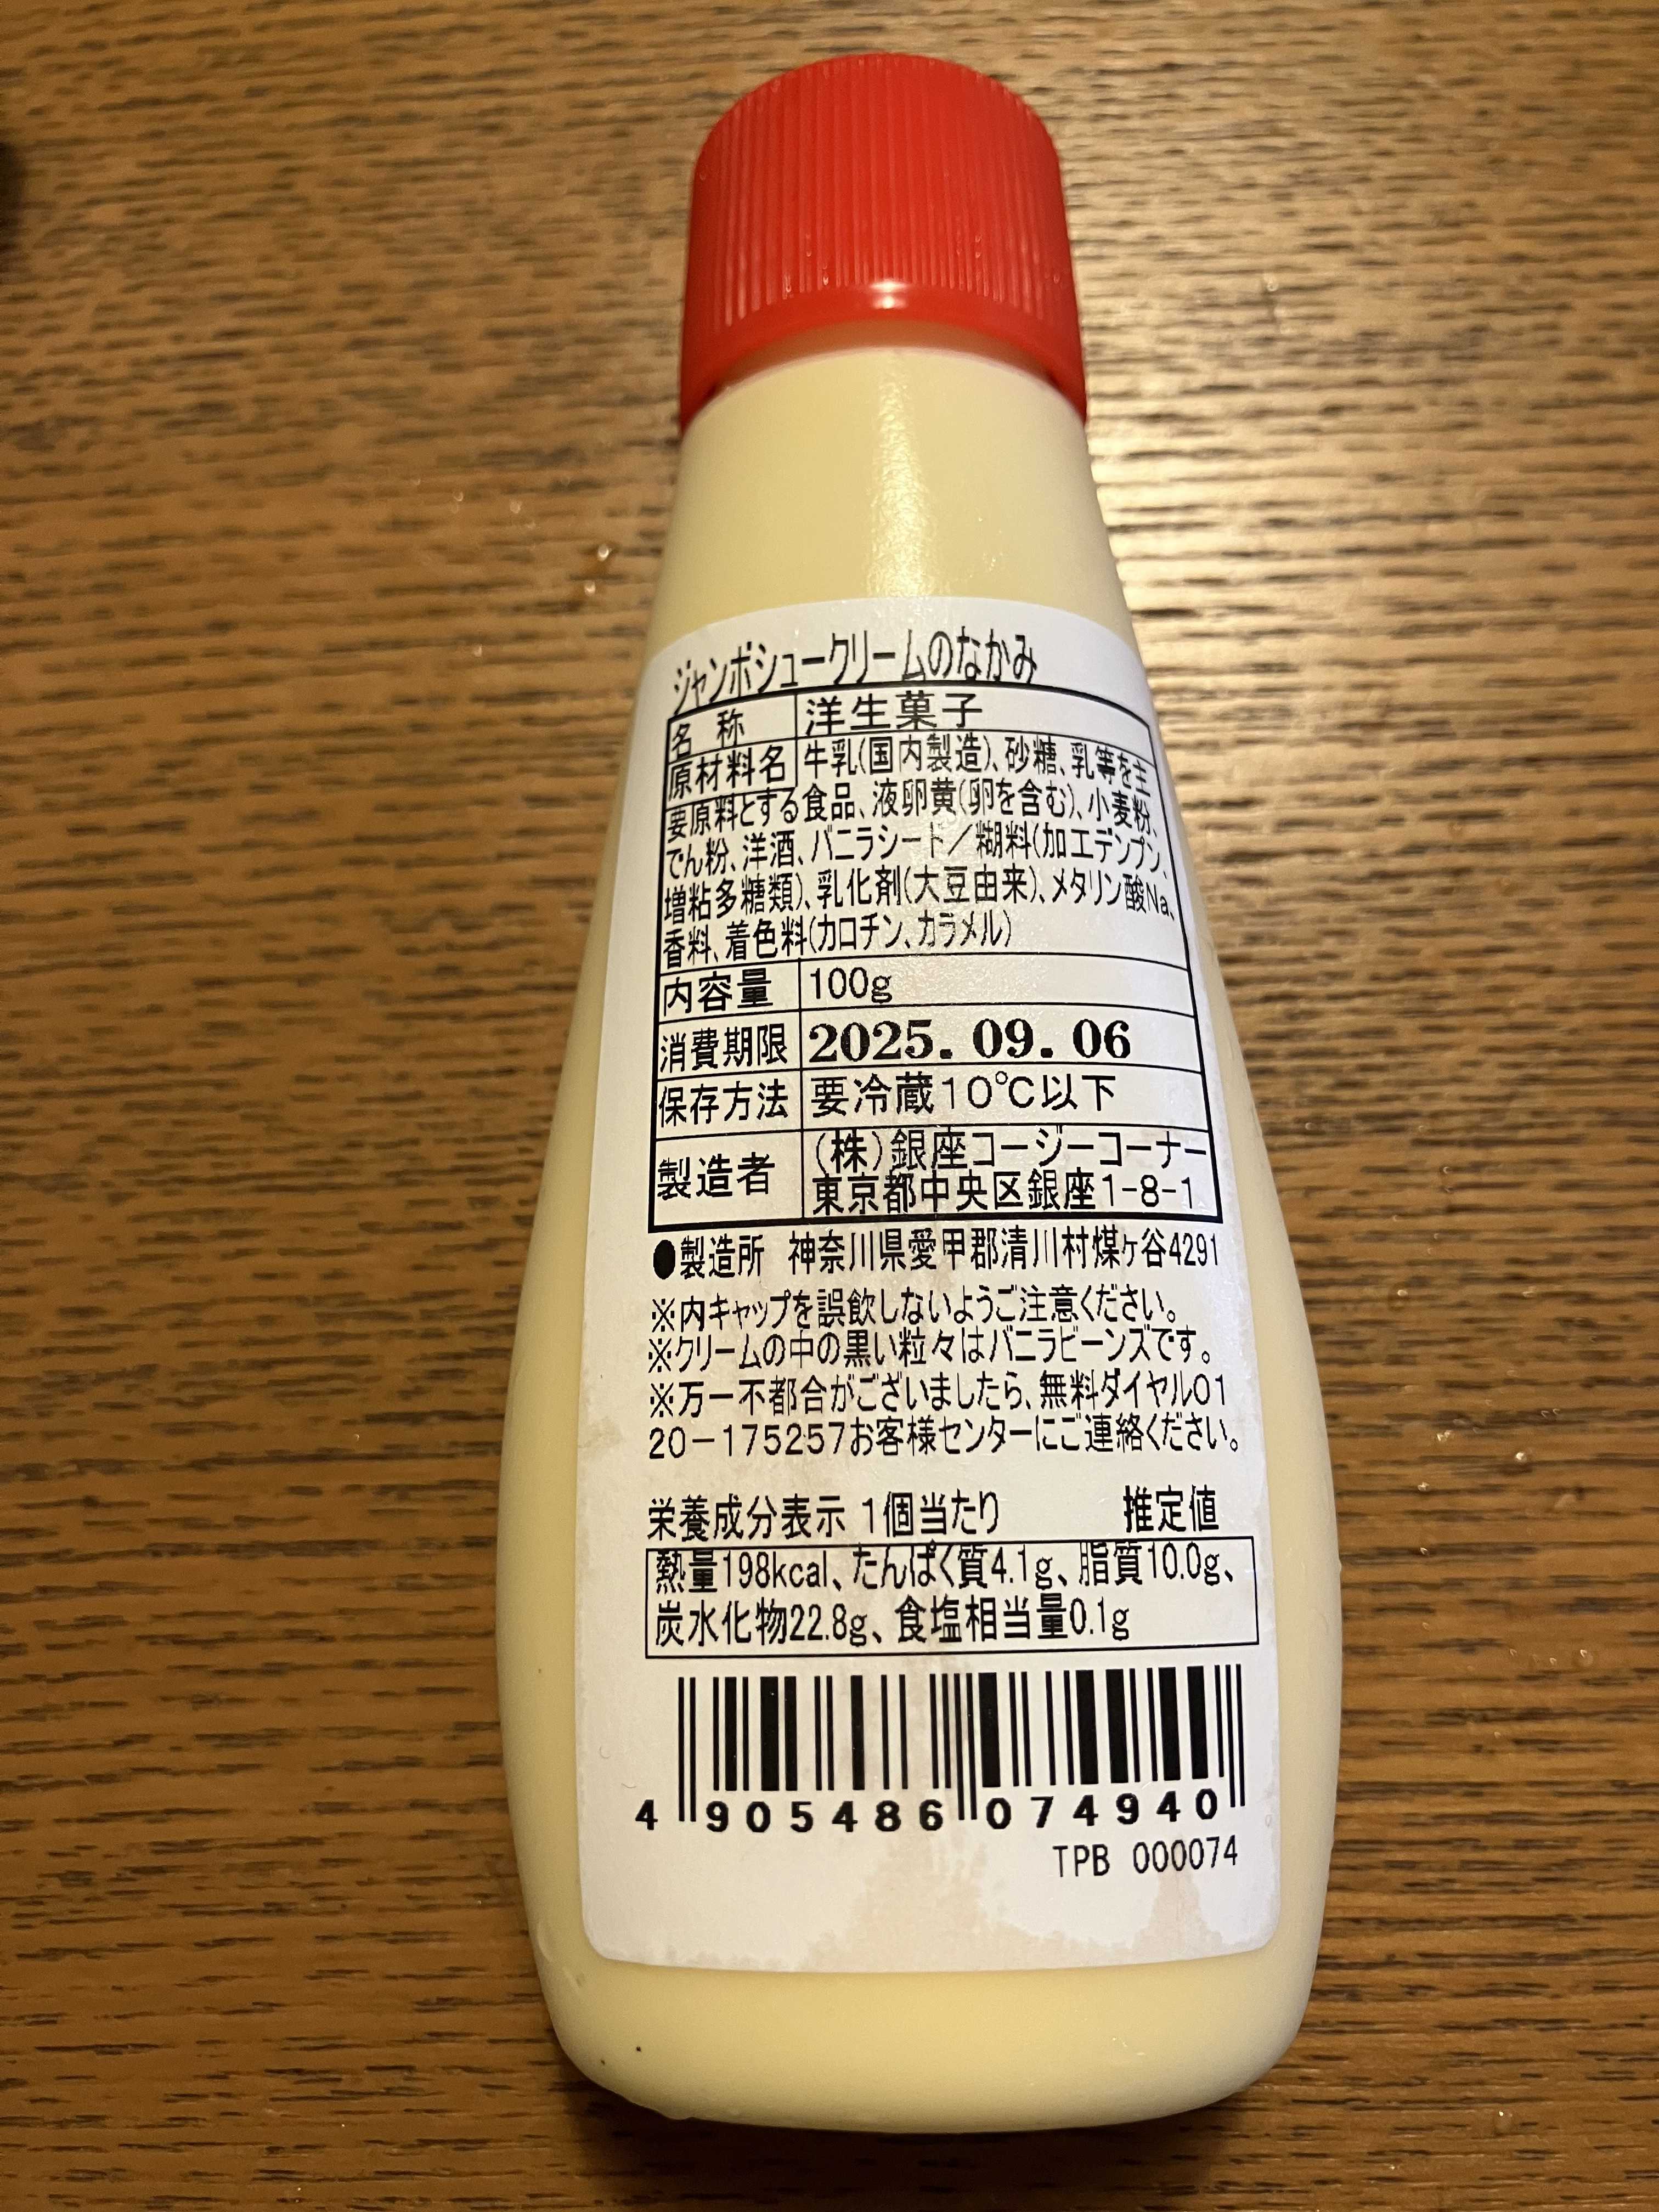 ジャンボシュークリームのなかみ
名称 洋生菓子
原材料名 牛乳(国内製造)、砂糖、乳等を主
要原料とする食品、液卵黄(卵を含む)、小麦粉、
でん粉、洋酒、バニラシード/糊料(加工デンプン、
増粘多糖類)、乳化剤(大豆由来)、メタリン酸Na、
香料、着色料(カロチン、カラメル)
内容量 100g
消費期限 2025.09.06
保存方法 要冷蔵10℃以下
製造者 (株)銀座コージーコーナー
東京都中央区銀座1-8-1
●製造所 神奈川県愛甲郡清川村煤ヶ谷4291
※内キャップを誤飲しないようご注意ください。
※クリームの中の黒い粒々はバニラビーンズです。
※万一不都合がございましたら、無料ダイヤル01
20-175257お客様センターにご連絡ください。
栄養成分表示 1個当たり 推定値
熱量198kcal、たんぱく質4.1g、脂質10.0g、
炭水化物22.8g、食塩相当量0.1g
4 905486 074940
TPB 000074